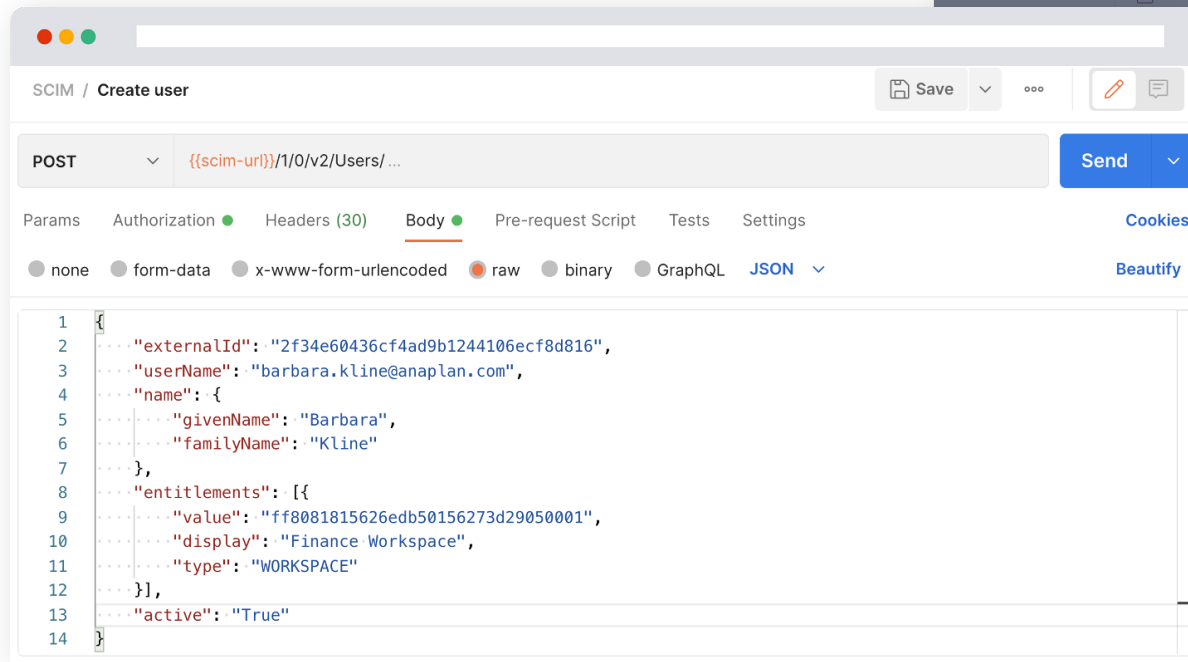 SCIM / Create user
Save
POST
{{scim-url}}/1/0/v2/Users/ ...
Send
Params Authorization Headers (30) Body Pre-request Script Tests Settings Cookies
none form-data x-www-form-urlencoded raw binary GraphQL JSON Beautify
1 {
2 "externalId": "2f34e60436cf4ad9b1244106ecf8d816",
3 "userName": "barbara.kline@anaplan.com",
4 "name": {
5 "givenName": "Barbara",
6 "familyName": "Kline"
7 },
8 "entitlements": [{
9 "value": "ff8081815626edb50156273d29050001",
10 "display": "Finance Workspace",
11 "type": "WORKSPACE"
12 }],
13 "active": "True"
14 }